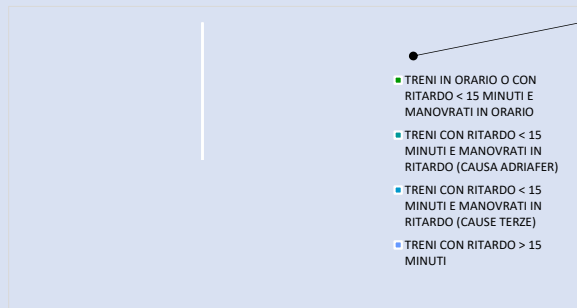 TRENI IN ORARIO O CON
RITARDO < 15 MINUTI E
MANOVRATI IN ORARIO
TRENI CON RITARDO < 15
MINUTI E MANOVRATI IN
RITARDO (CAUSA ADRIAFER)
TRENI CON RITARDO < 15
MINUTI E MANOVRATI IN
RITARDO (CAUSE TERZE)
TRENI CON RITARDO > 15
MINUTI